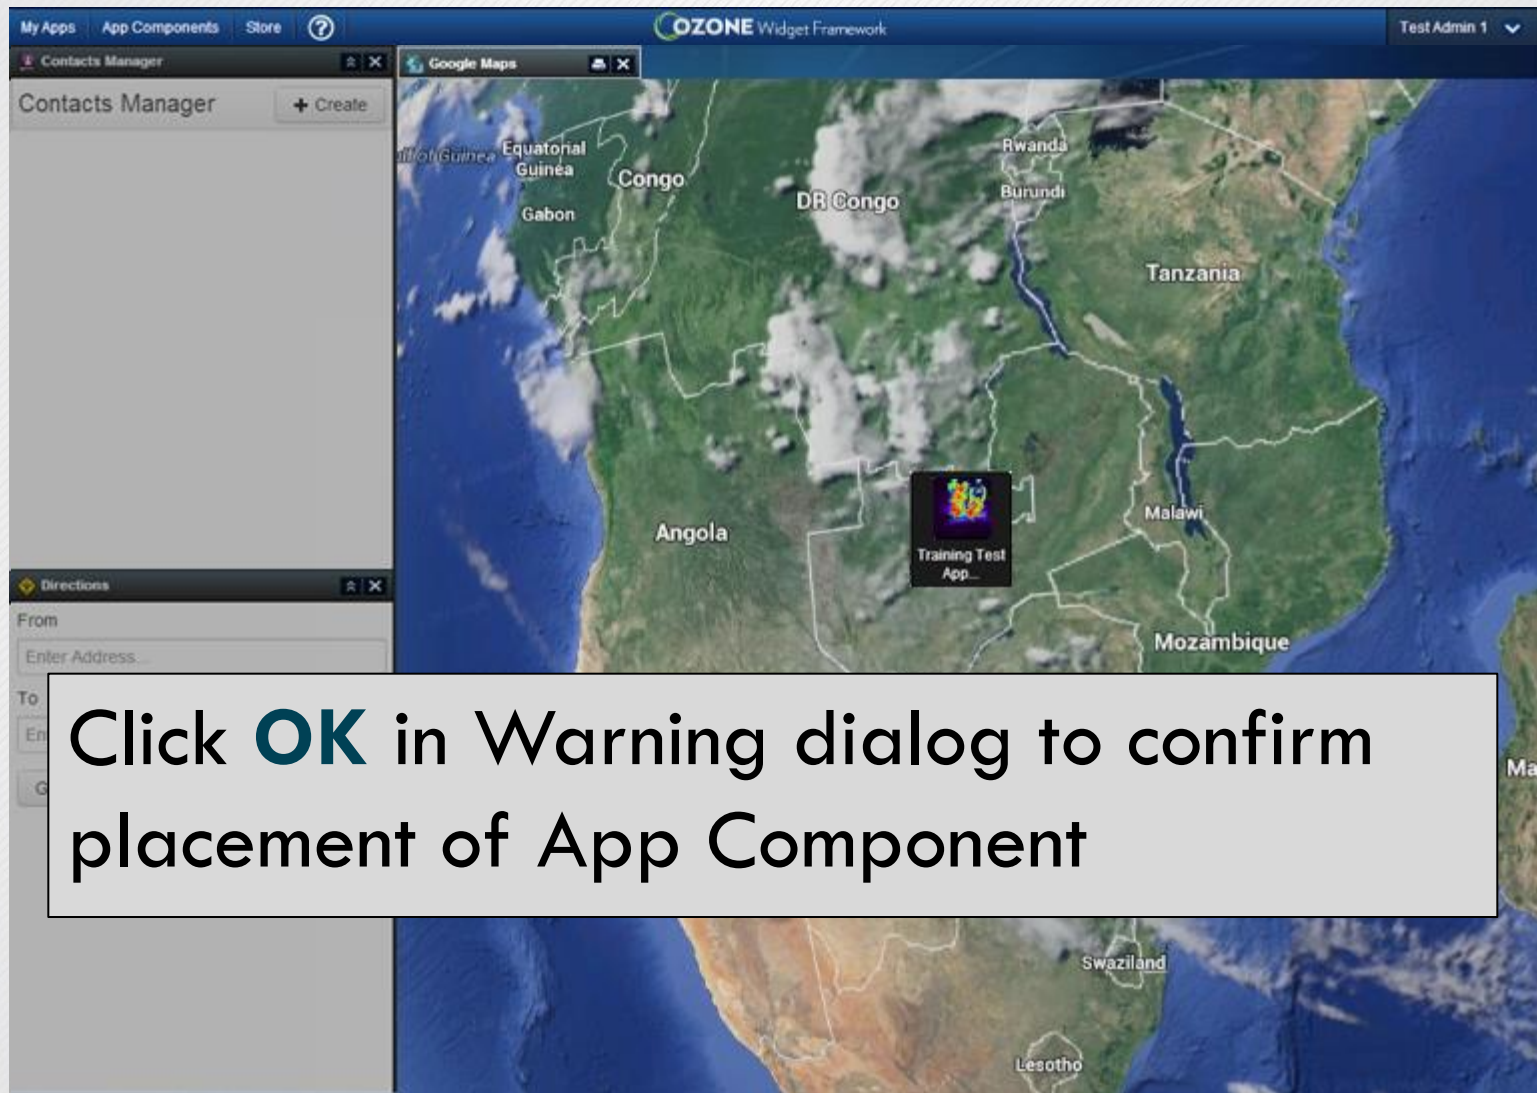 My Apps App Components Store ?
OZONE Widget Framework
Test Admin 1
Contacts Manager
Contacts Manager
+ Create
Directions
From
Enter Address...
To
Google Maps
Equatorial
Guinea
Congo
Gabon
DR Congo
Rwanda
Burundi
Tanzania
Angola
Training Test
App...
Malawi
Mozambique
Click OK in Warning dialog to confirm
placement of App Component
Swaziland
Lesotho